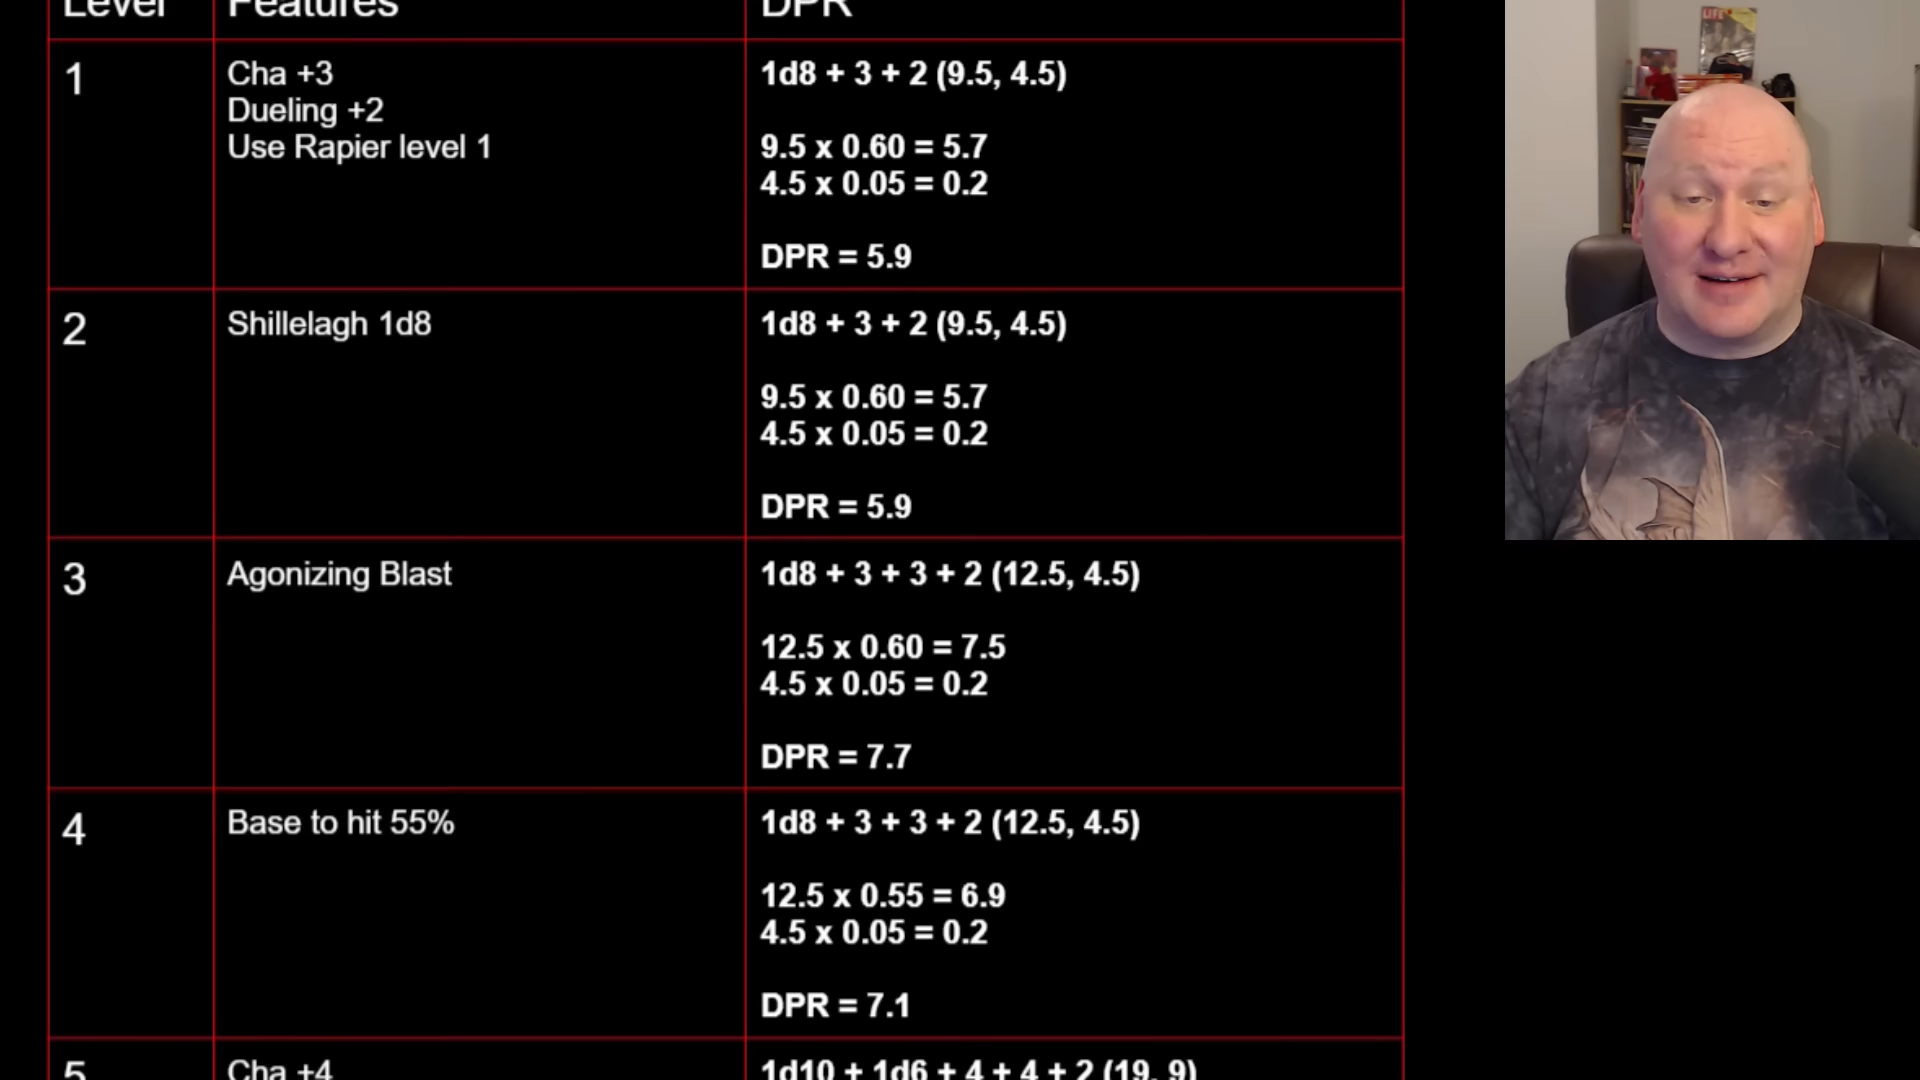 Level Features DPR
1
Cha +3
Dueling +2
Use Rapier level 1
1d8 + 3 + 2 (9.5, 4.5)
9.5 x 0.60 = 5.7
4.5 x 0.05 = 0.2
DPR = 5.9
2
Shillelagh 1d8
1d8 + 3 + 2 (9.5, 4.5)
9.5 x 0.60 = 5.7
4.5 x 0.05 = 0.2
DPR = 5.9
3
Agonizing Blast
1d8 + 3 + 3 + 2 (12.5, 4.5)
12.5 x 0.60 = 7.5
4.5 x 0.05 = 0.2
DPR = 7.7
4
Base to hit 55%
1d8 + 3 + 3 + 2 (12.5, 4.5)
12.5 x 0.55 = 6.9
4.5 x 0.05 = 0.2
DPR = 7.1
5
Cha +4
1d10 + 1d6 + 4 + 4 + 2 (19, 9)
LIFE